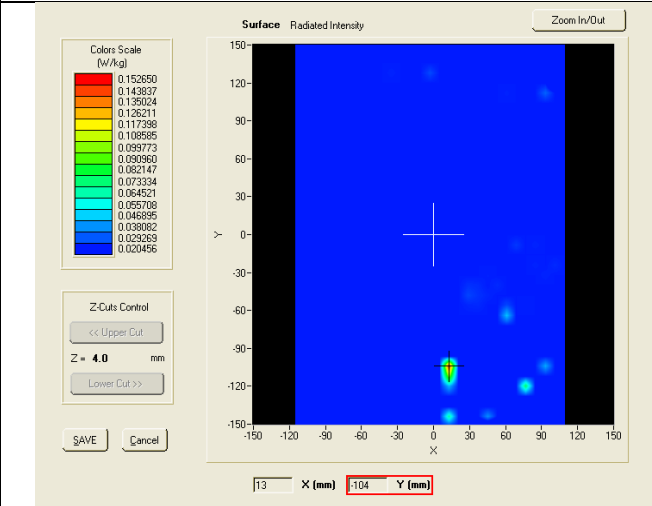 Surface Radiated Intensity
Zoom In/Out
Colors Scale
(W/kg)
0.152650
0.143837
0.135024
0.126211
0.117398
0.108585
0.099773
0.090960
0.082147
0.073334
0.064521
0.055708
0.046895
0.038082
0.029269
0.020456
Z-Cuts Control
<< Upper Cut
Z = 4.0 mm
Lower Cut >>
SAVE Cancel
150
120
90
60
30
0
-30
-60
-90
-120
-150
Y
-150 -120 -90 -60 -30 0 30 60 90 120 150
X
13 X (mm) -104 Y (mm)